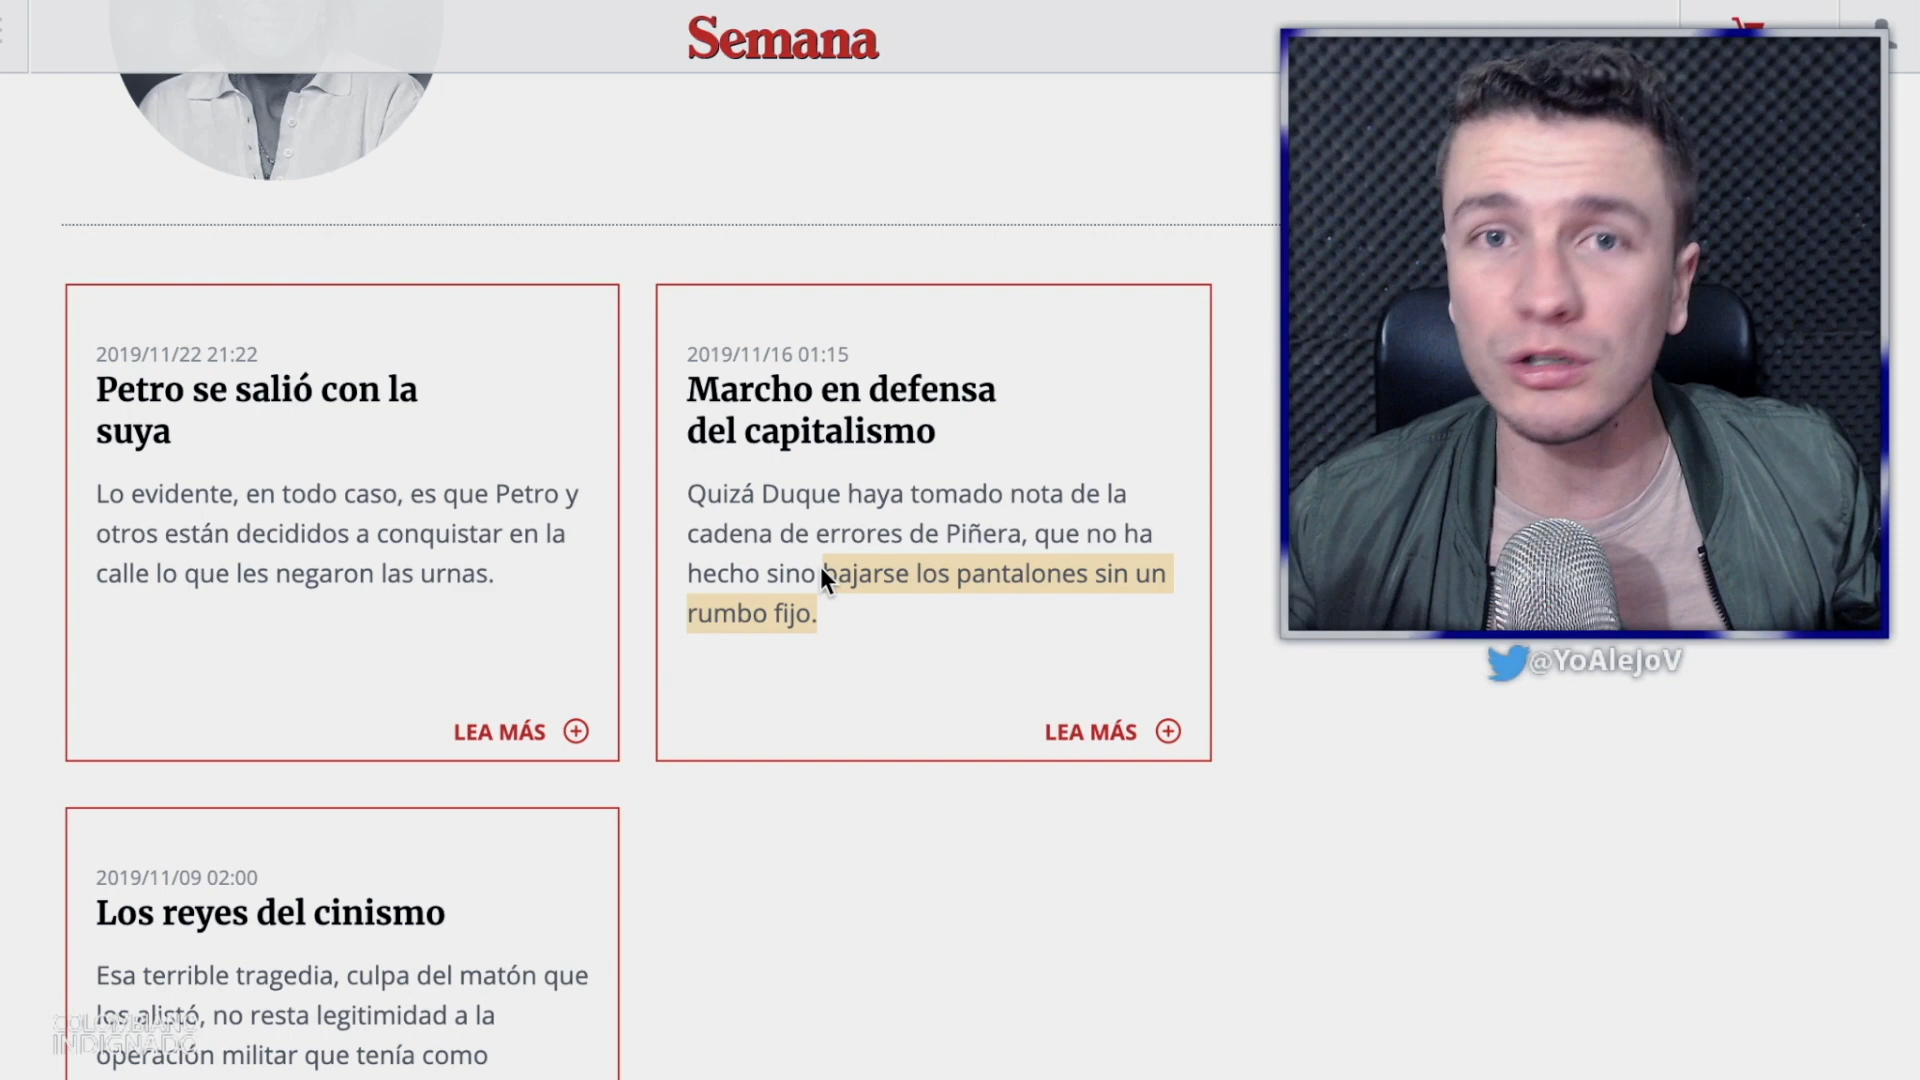 Semana
2019/11/22 21:22
Petro se salió con la
suya
Lo evidente, en todo caso, es que Petro y
otros están decididos a conquistar en la
calle lo que les negaron las urnas.
LEA MÁS
2019/11/16 01:15
Marcho en defensa
del capitalismo
Quizá Duque haya tomado nota de la
cadena de errores de Piñera, que no ha
hecho sino bajarse los pantalones sin un
rumbo fijo.
LEA MÁS
@YoAleJoV
2019/11/09 02:00
Los reyes del cinismo
Esa terrible tragedia, culpa del matón que
los alistó, no resta legitimidad a la
operación militar que tenía como
COLOMBIANO
INDIGNADO